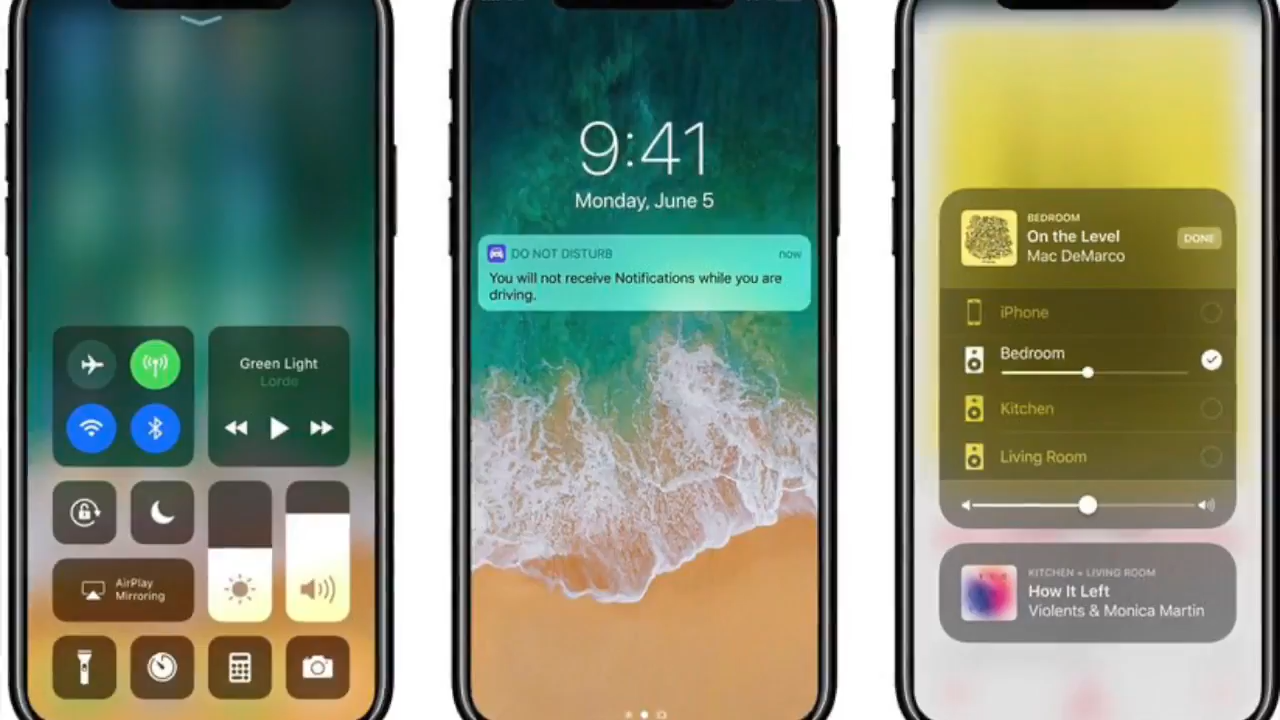 Green Light
Lorde
AirPlay
Mirroring
9:41
Monday, June 5
DO NOT DISTURB
now
You will not receive Notifications while you are
driving.
BEDROOM
On the Level
DONE
Mac DeMarco
iPhone
Bedroom
Kitchen
Living Room
KITCHEN + LIVING ROOM
How It Left
Violents & Monica Martin